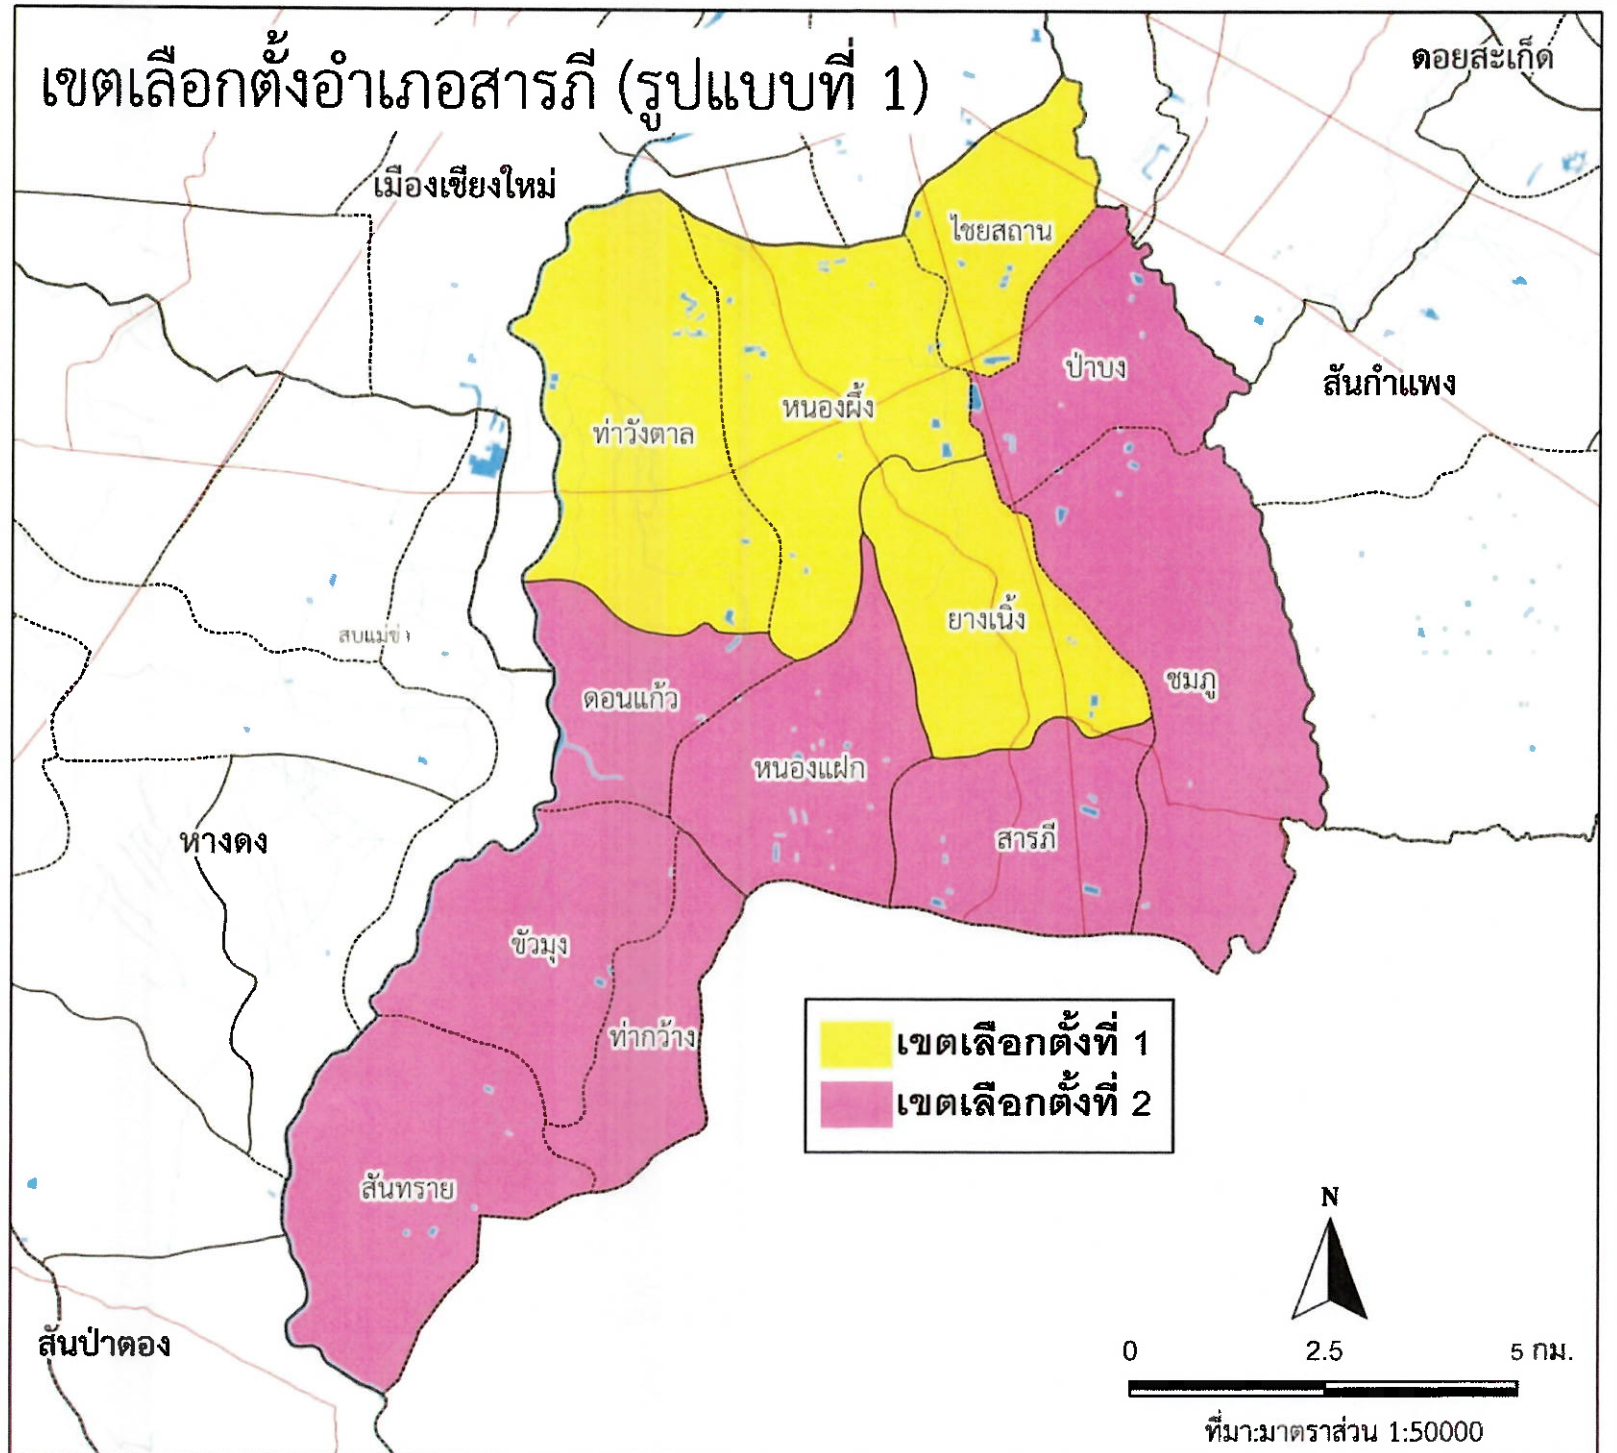 เขตเลือกตั้งอำเภอสารภี (รูปแบบที่ 1)
ดอยสะเก็ด
เมืองเชียงใหม่
ไชยสถาน
ป่าบง
สันกำแพง
หนองผึ้ง
ท่าวังตาล
ยางเนิ้ง
สบแม่ข่า
ชมภู
ดอนแก้ว
หนองแฝก
หางดง
สารภี
ขัวมุง
ท่ากว้าง
เขตเลือกตั้งที่ 1
เขตเลือกตั้งที่ 2
สันทราย
N
สันป่าตอง
0 2.5 5 กม.
ที่มา:มาตราส่วน 1:50000